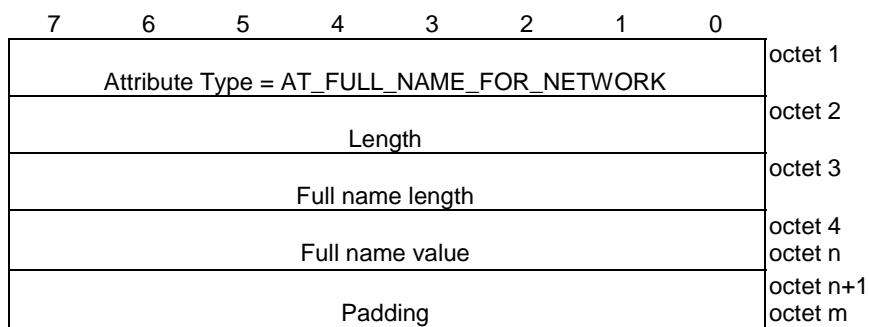 7 6 5 4 3 2 1 0
octet 1
Attribute Type = AT_FULL_NAME_FOR_NETWORK
octet 2
Length
octet 3
Full name length
octet 4
Full name value octet n
octet n+1
Padding octet m